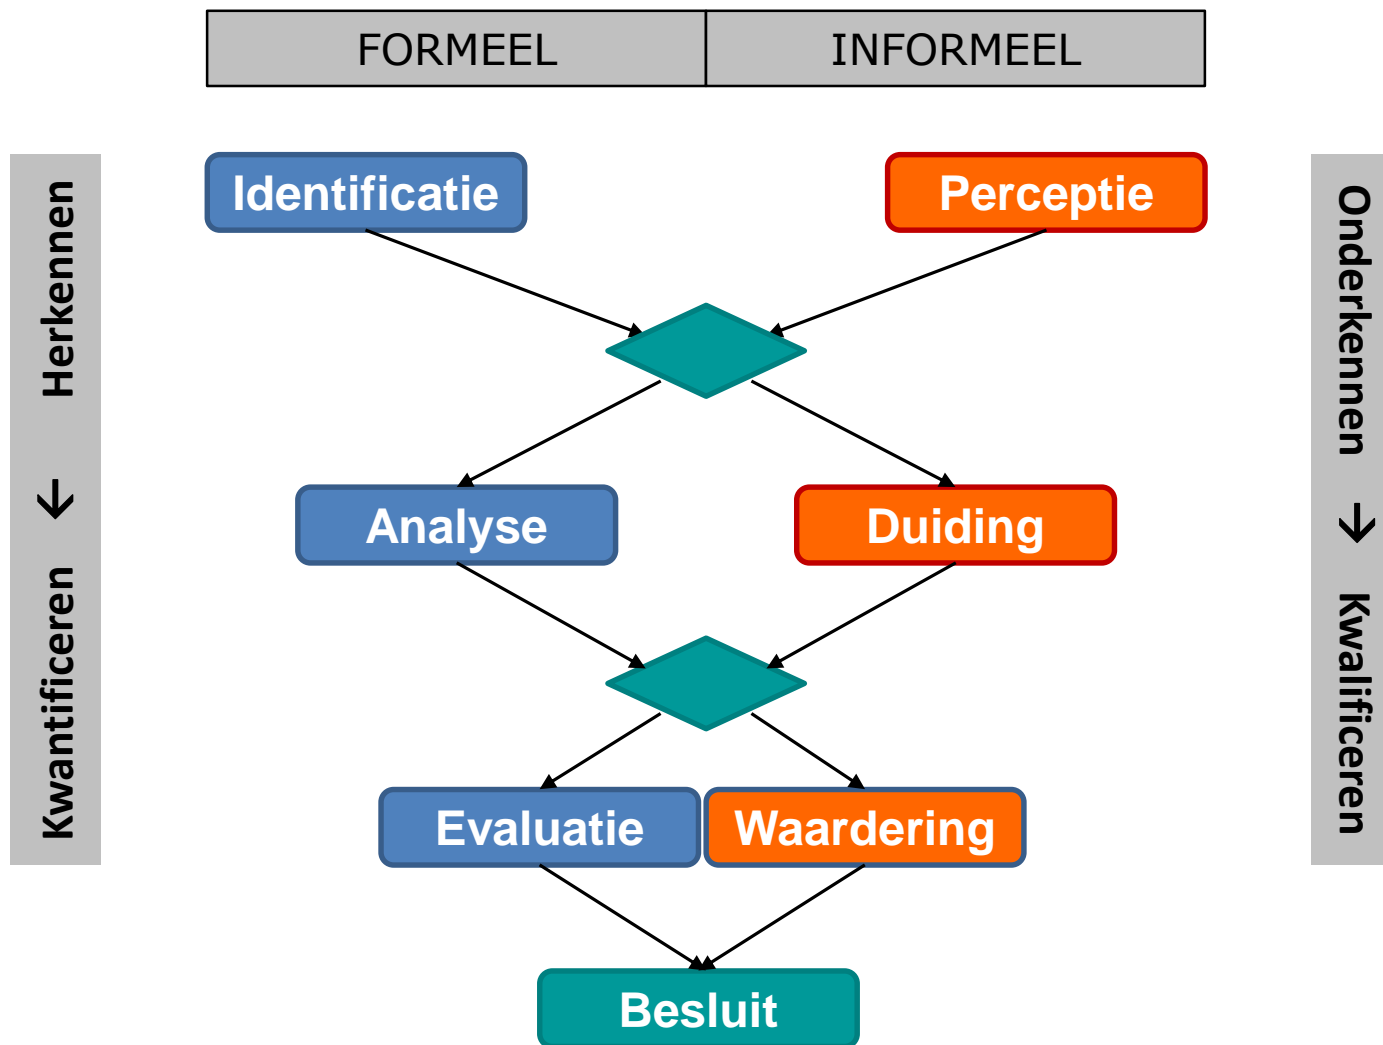 FORMEEL INFORMEEL
Identificatie
Perceptie
Herkennen → Kwantificeren
Onderkennen → Kwalificeren
Analyse
Duiding
Evaluatie
Waardering
Besluit